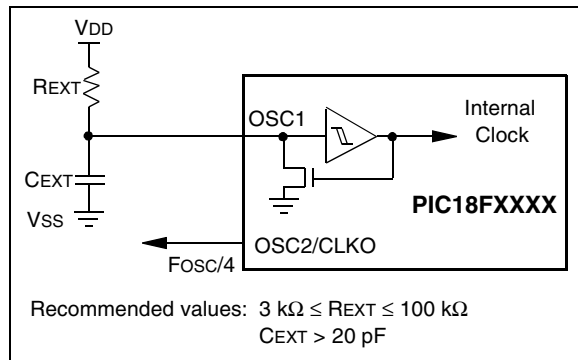 VDD
REXT
OSC1
Internal
Clock
CEXT
PIC18FXXXX
VSS
OSC2/CLKO
FOSC/4
Recommended values: 3 kΩ ≤ REXT ≤ 100 kΩ
CEXT > 20 pF